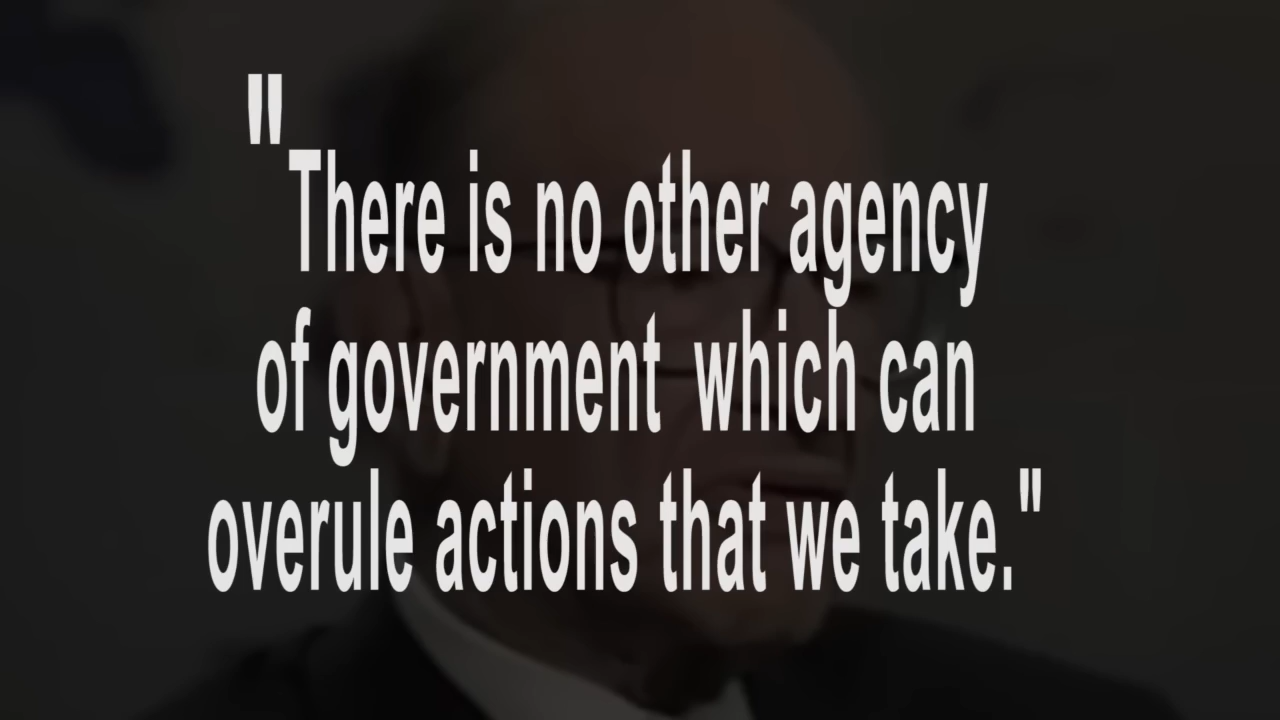 "There is no other agency
of government which can
overule actions that we take."